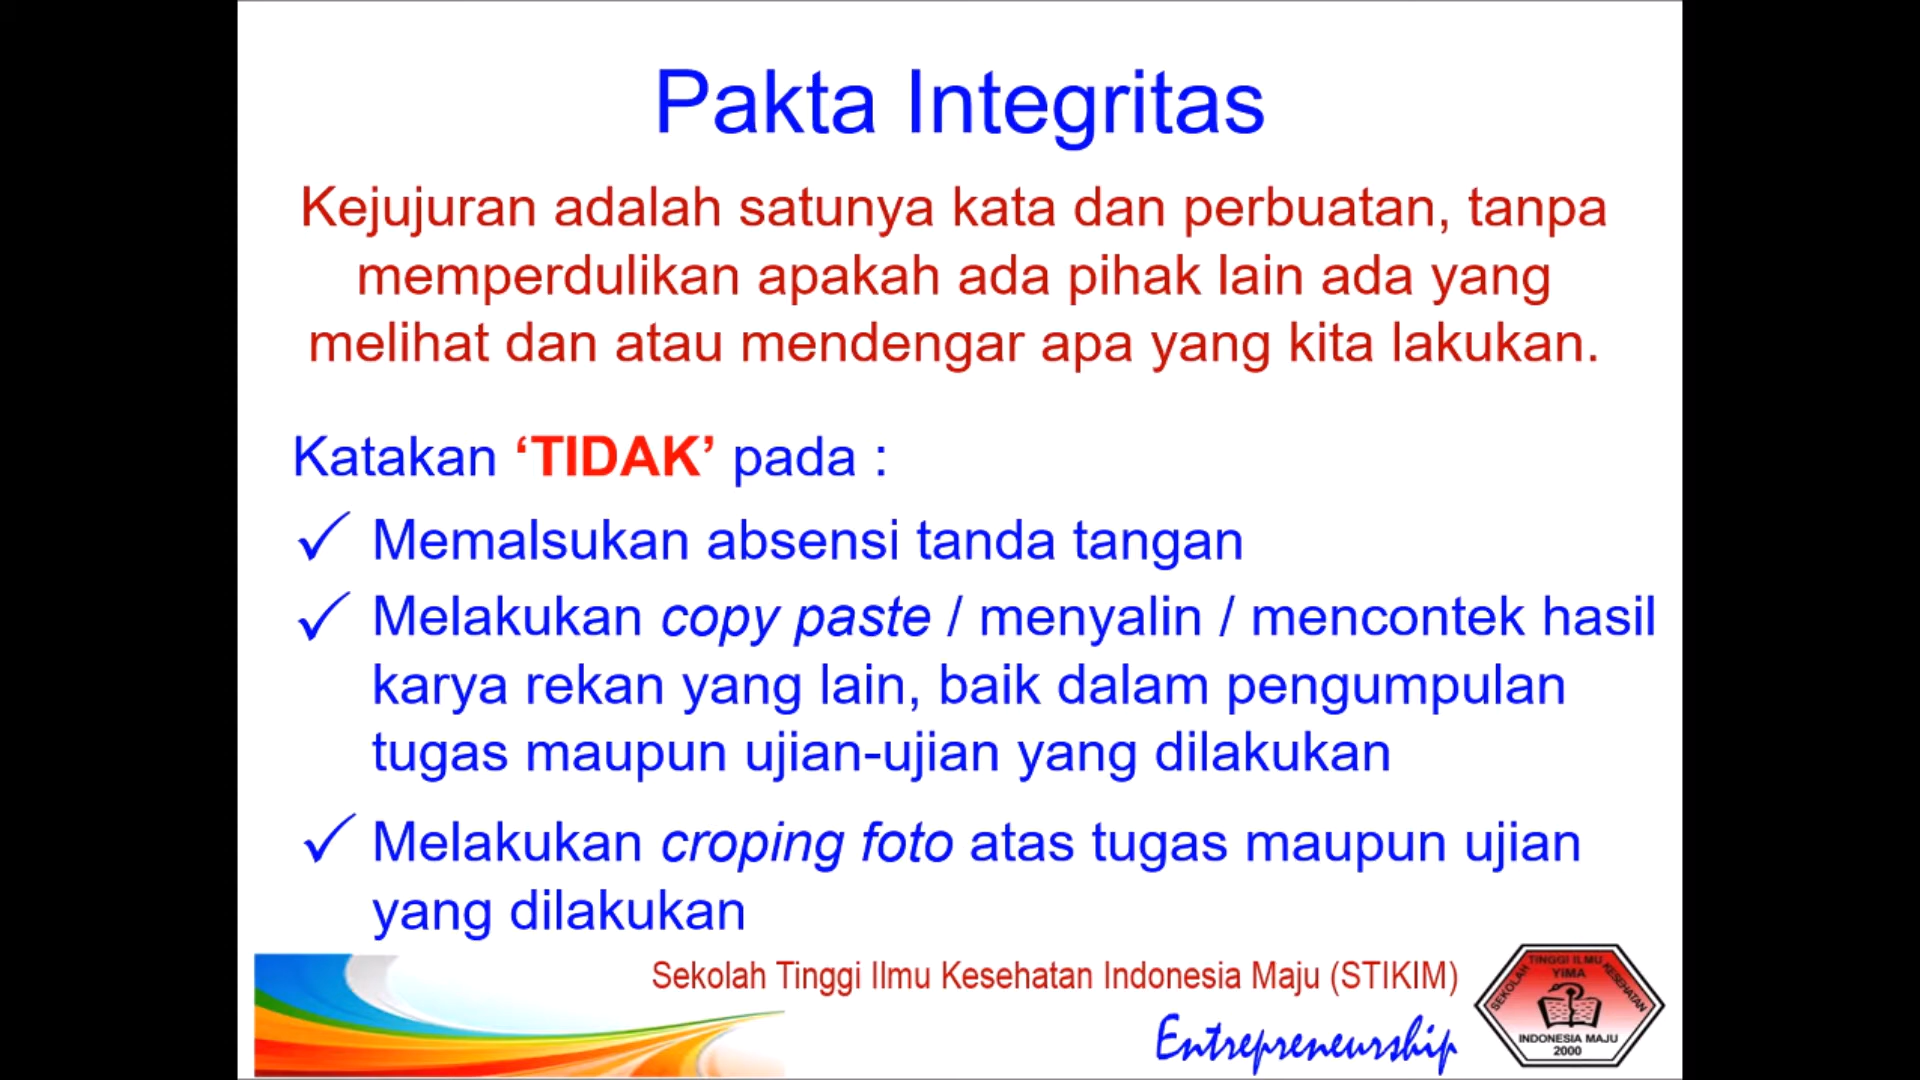 Pakta Integritas
Kejujuran adalah satunya kata dan perbuatan, tanpa
memperdulikan apakah ada pihak lain ada yang
melihat dan atau mendengar apa yang kita lakukan.
Katakan ‘TIDAK’ pada :
✓ Memalsukan absensi tanda tangan
✓ Melakukan copy paste / menyalin / mencontek hasil
karya rekan yang lain, baik dalam pengumpulan
tugas maupun ujian-ujian yang dilakukan
✓ Melakukan croping foto atas tugas maupun ujian
yang dilakukan
Sekolah Tinggi Ilmu Kesehatan Indonesia Maju (STIKIM)
Entrepreneurship
SEKOLAH TINGGI ILMU KESEHATAN
YIMA
INDONESIA MAJU
2000